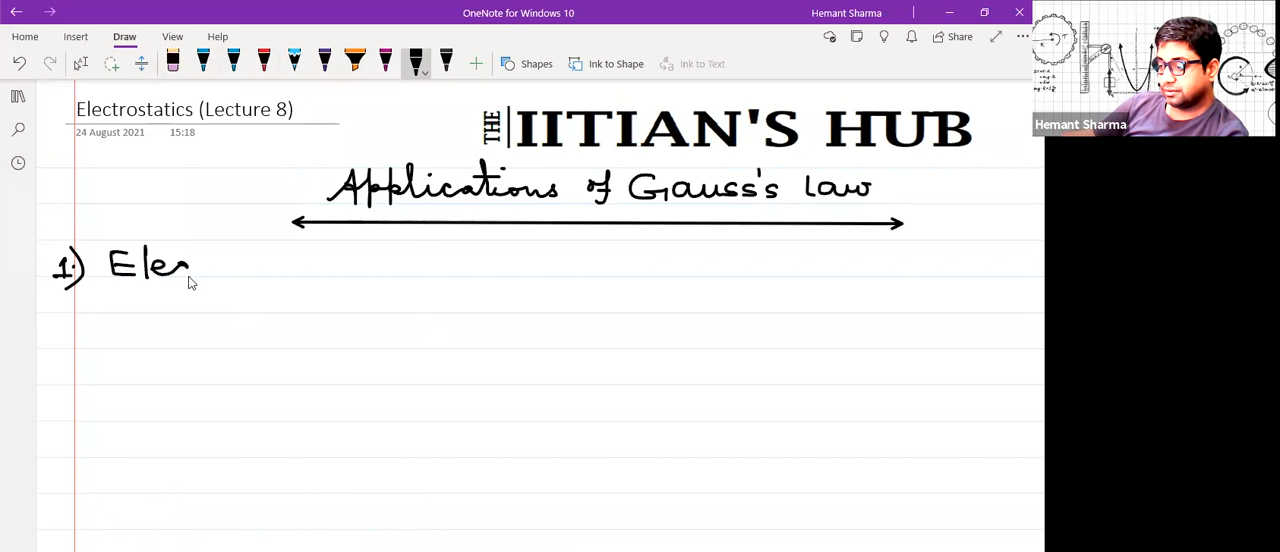 OneNote for Windows 10
Hemant Sharma
Home Insert Draw View Help
Share
Shapes Ink to Shape Ink to Text
Electrostatics (Lecture 8)
24 August 2021 15:18
THE IITIAN'S HUB
Hemant Sharma
Applications of Gauss's Law
1.) Elec